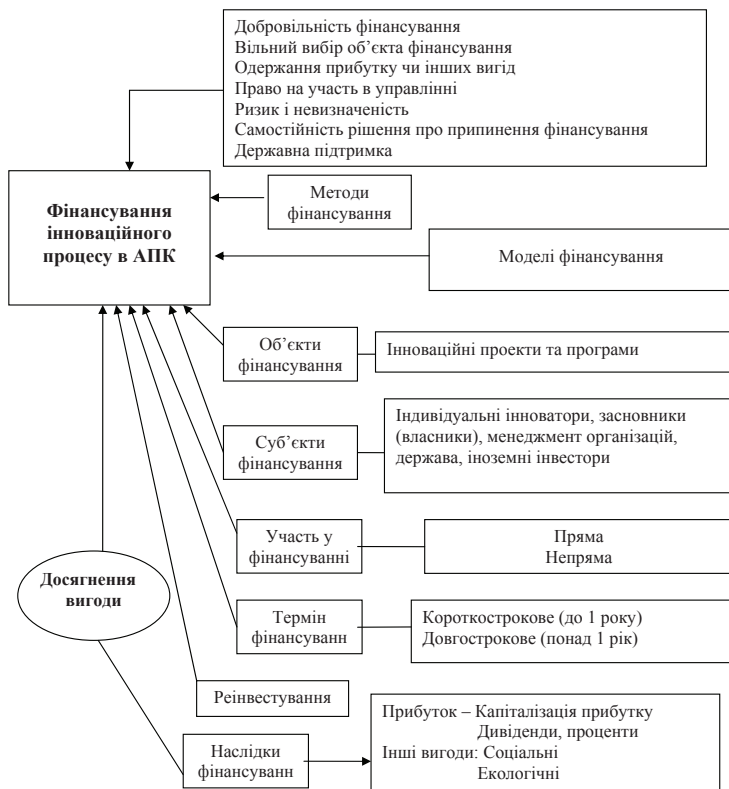 Добровільність фінансування
Вільний вибір об’єкта фінансування
Одержання прибутку чи інших вигід
Право на участь в управлінні
Ризик і невизначеність
Самостійність рішення про припинення фінансування
Державна підтримка
Фінансування
інноваційного
процесу в АПК
Методи
фінансування
Моделі фінансування
Об’єкти
фінансування
Інноваційні проекти та програми
Суб’єкти
фінансування
Індивідуальні інноватори, засновники
(власники), менеджмент організацій,
держава, іноземні інвестори
Участь у
фінансуванні
Пряма
Непряма
Досягнення
вигоди
Термін
фінансуванн
Короткострокове (до 1 року)
Довгострокове (понад 1 рік)
Реінвестування
Наслідки
фінансуванн
Прибуток – Капіталізація прибутку
Дивіденди, проценти
Інші вигоди: Соціальні
Екологічні